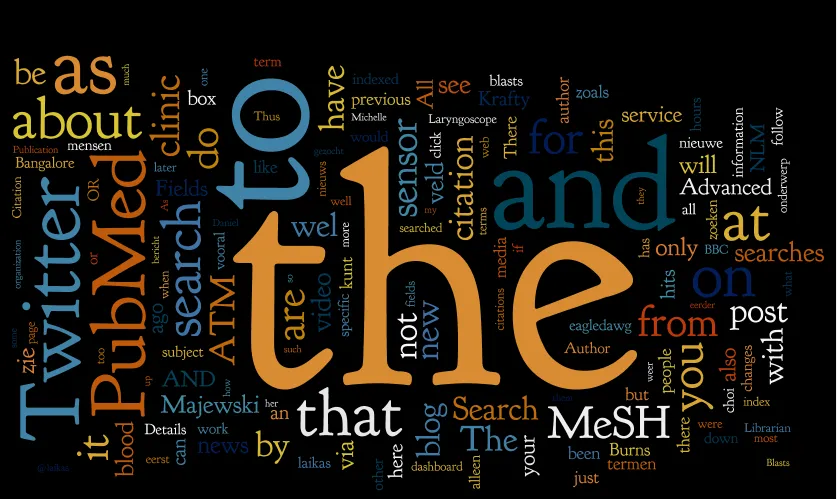 term
be
as
much
clinic
one
box
to
Thus
like
have
indexed
previous
Michelle
would
All
see
blasts
Krafty
Laryngoscope
author
zoals
service
hours
about
mensen
Publication
Bangalore
later
do
nieuws
well
sensor
veld
click
my
citation
web
There
for
this
nieuwe
information
NLM
follow
will
Advanced
all
onderwerp
Citation
OR
Fields
As
Daniel
wel
more
searched
terms
and
they
zoeken
at
Twitter
PubMed
or
search
bericht
when
vooral
the
so
are
video
specific
kunt
not
fields
new
media
if
citations
has
only
BBC
searches
hits
on
what
organization
some
zie
page
too
up
ago
subject
ATM
such
eagledawg
Author
from
eerder
post
with
AND
how
Majewski
her
an
that
blog
Search
MeSH
but
weer
people
you
choi
also
changes
index
it
blood
Details
work
can
news
eerst
by
laikas
via
other
here
dashboard
The
alleen
your
been
Burns
termen
just
there
were
down
Librarian
most
Blasts